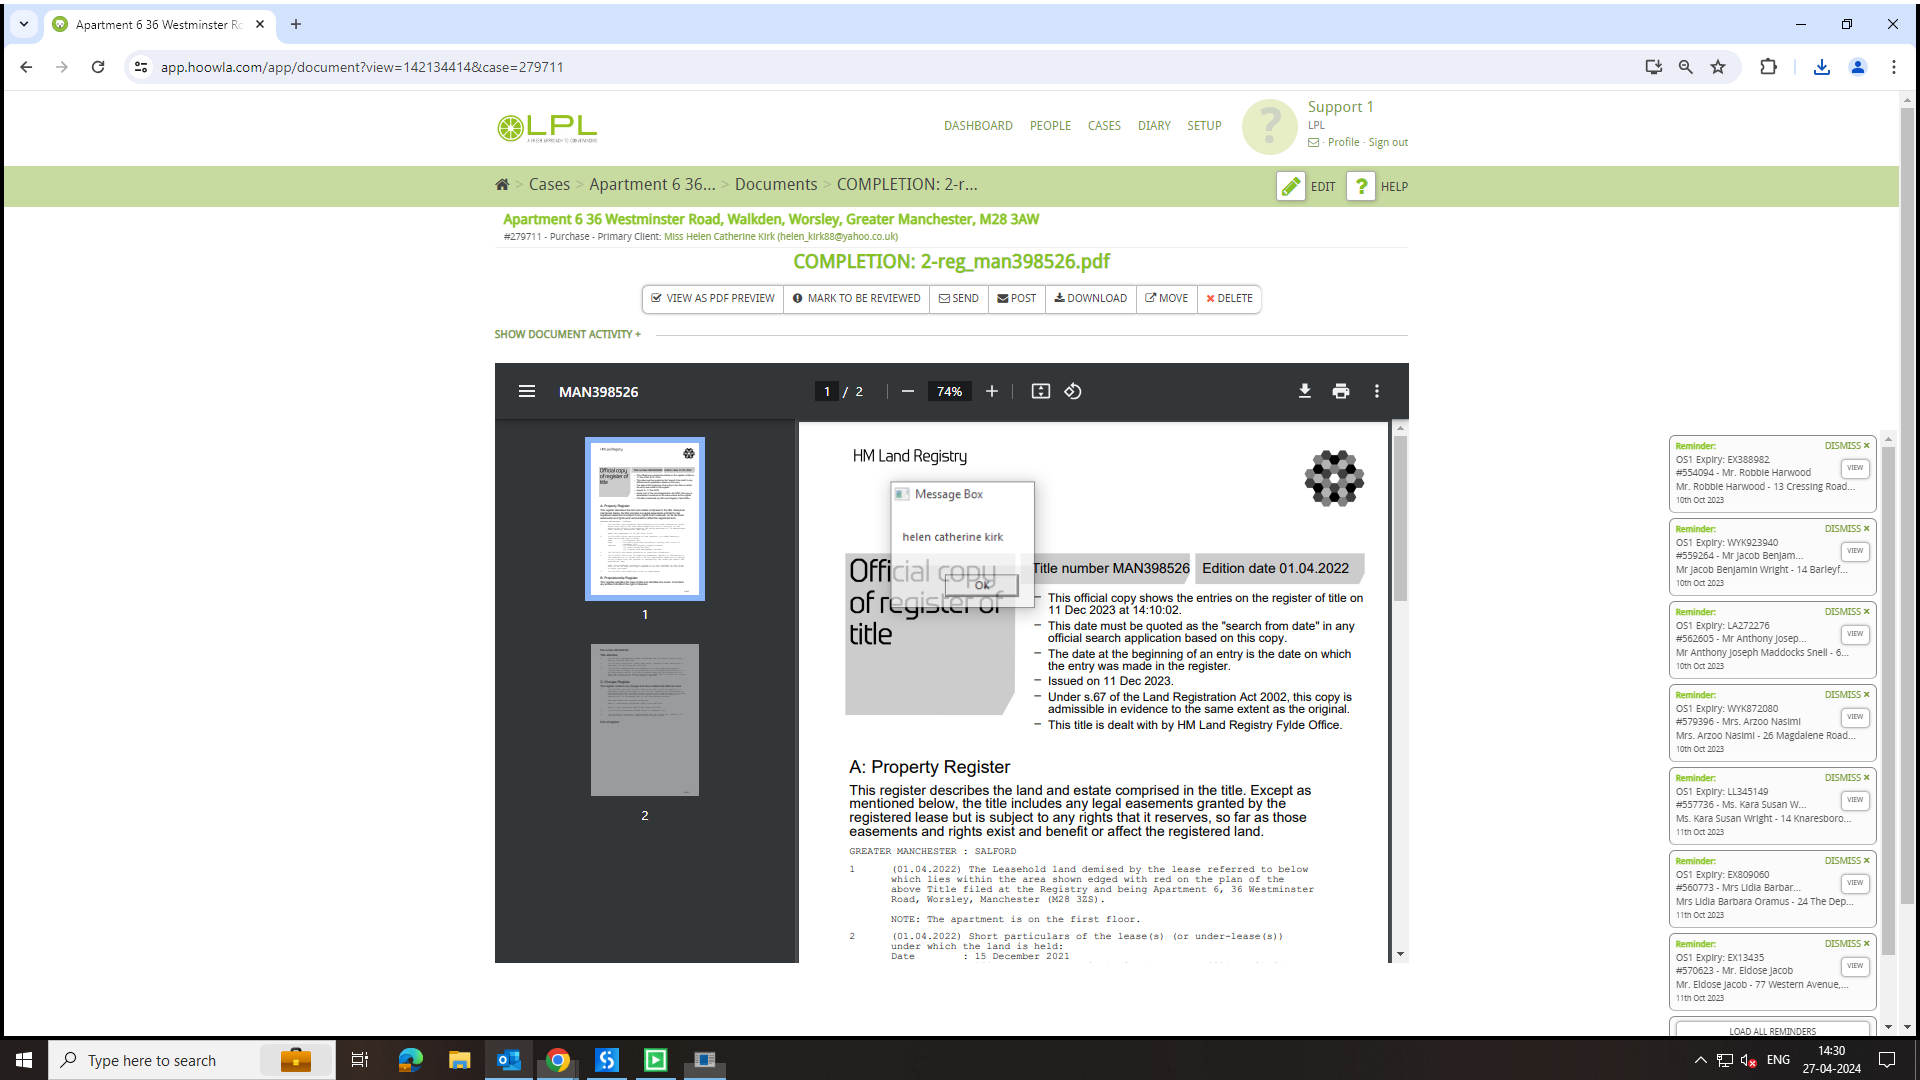 Apartment 6 36 Westminster Ro
app.hoowla.com/app/document?view=142134414&case=279711
LPL
DASHBOARD PEOPLE CASES DIARY SETUP
?
Support 1
LPL
· Profile · Sign out
> Cases > Apartment 6 36... > Documents > COMPLETION: 2-r...
EDIT ? HELP
Apartment 6 36 Westminster Road, Walkden, Worsley, Greater Manchester, M28 3AW
#279711 - Purchase - Primary Client: Miss Helen Catherine Kirk (helen_kirk88@yahoo.co.uk)
COMPLETION: 2-reg_man398526.pdf
VIEW AS PDF PREVIEW MARK TO BE REVIEWED SEND POST DOWNLOAD MOVE DELETE
SHOW DOCUMENT ACTIVITY +
MAN398526
1 / 2
74%
1
2
HM Land Registry
Message Box
helen catherine kirk
OK
Official copy
of register of
title
Title number MAN398526
Edition date 01.04.2022
– This official copy shows the entries on the register of title on
11 Dec 2023 at 14:10:02.
– This date must be quoted as the "search from date" in any
official search application based on this copy.
– The date at the beginning of an entry is the date on which
the entry was made in the register.
– Issued on 11 Dec 2023.
– Under s.67 of the Land Registration Act 2002, this copy is
admissible in evidence to the same extent as the original.
– This title is dealt with by HM Land Registry Fylde Office.
A: Property Register
This register describes the land and estate comprised in the title. Except as
mentioned below, the title includes any legal easements granted by the
registered lease but is subject to any rights that it reserves, so far as those
easements and rights exist and benefit or affect the registered land.
GREATER MANCHESTER : SALFORD
1 (01.04.2022) The Leasehold land demised by the lease referred to below
which lies within the area shown edged with red on the plan of the
above Title filed at the Registry and being Apartment 6, 36 Westminster
Road, Worsley, Manchester (M28 3ZS).
NOTE: The apartment is on the first floor.
2 (01.04.2022) Short particulars of the lease(s) (or under-lease(s))
under which the land is held:
Date : 15 December 2021
Reminder: DISMISS ×
OS1 Expiry: EX388982
#554094 - Mr. Robbie Harwood
VIEW
Mr. Robbie Harwood - 13 Cressing Road...
10th Oct 2023
Reminder: DISMISS ×
OS1 Expiry: WYK923940
#559264 - Mr Jacob Benjam...
VIEW
Mr Jacob Benjamin Wright - 14 Barleyf...
10th Oct 2023
Reminder: DISMISS ×
OS1 Expiry: LA272276
#562605 - Mr Anthony Josep...
VIEW
Mr Anthony Joseph Maddocks Snell - 6...
10th Oct 2023
Reminder: DISMISS ×
OS1 Expiry: WYK872080
#579396 - Mrs. Arzoo Nasimi
VIEW
Mrs. Arzoo Nasimi - 26 Magdalene Road...
10th Oct 2023
Reminder: DISMISS ×
OS1 Expiry: LL345149
#557736 - Ms. Kara Susan W...
VIEW
Ms. Kara Susan Wright - 14 Knaresboro...
11th Oct 2023
Reminder: DISMISS ×
OS1 Expiry: EX809060
#560773 - Mrs Lidia Barbar...
VIEW
Mrs Lidia Barbara Oramus - 24 The Dep...
11th Oct 2023
Reminder: DISMISS ×
OS1 Expiry: EX13435
#570623 - Mr. Eldose Jacob
VIEW
Mr. Eldose Jacob - 77 Western Avenue,...
11th Oct 2023
LOAD ALL REMINDERS
Type here to search
ENG
14:30
27-04-2024